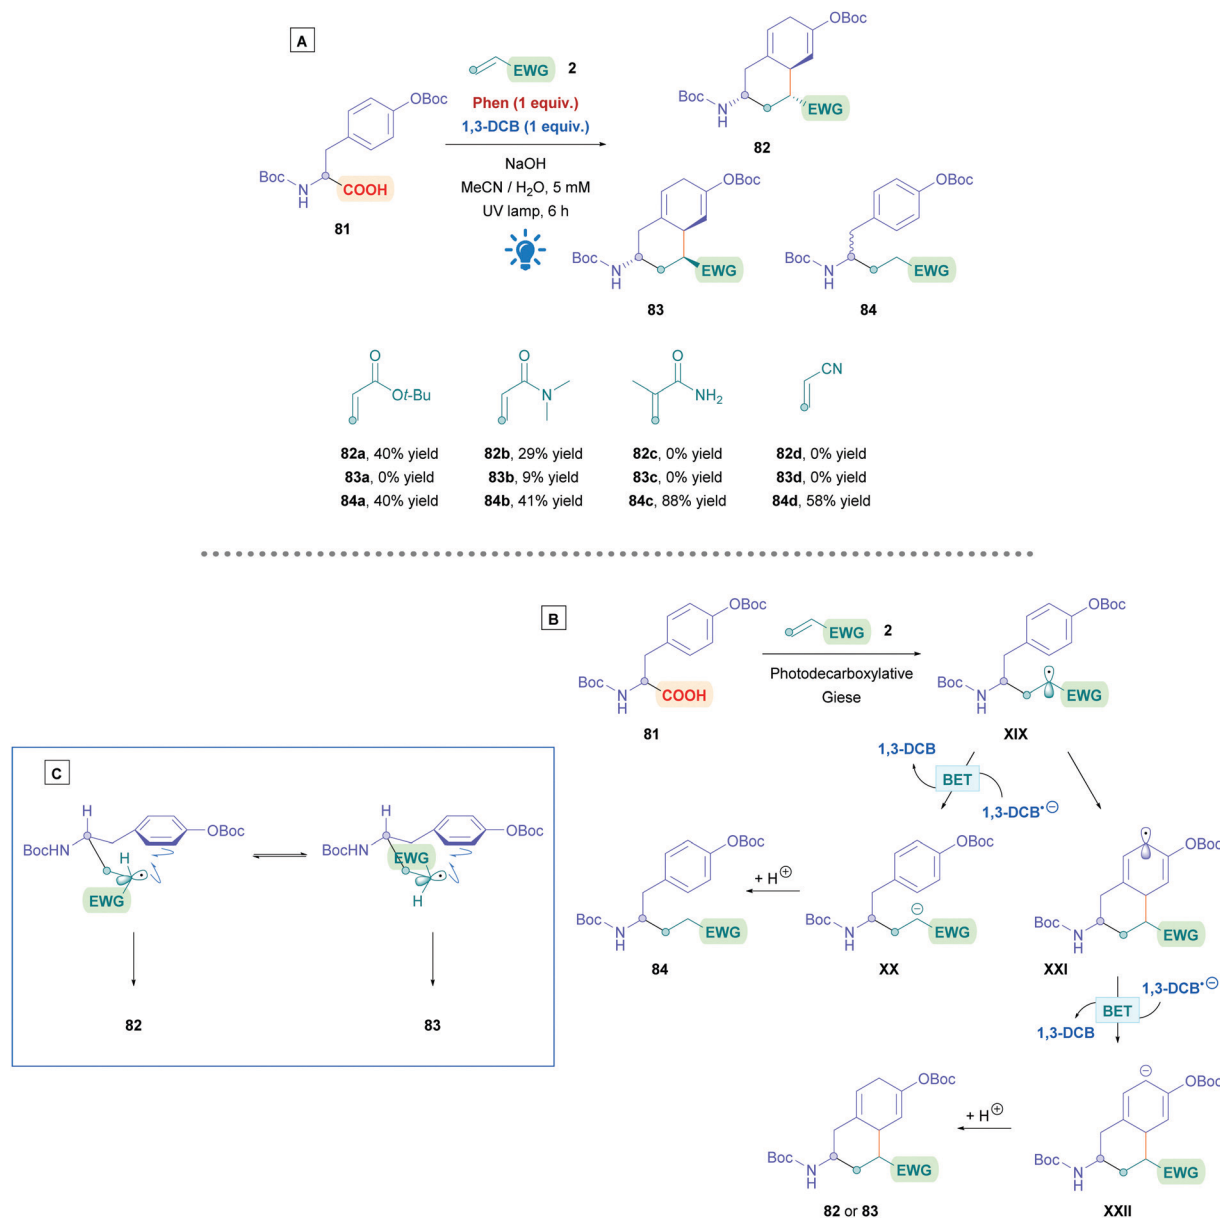 A
EWG 2
Phen (1 equiv.)
1,3-DCB (1 equiv.)
NaOH
MeCN / H₂O, 5 mM
UV lamp, 6 h
OBoc
Boc
N
H
COOH
81
OBoc
Boc
N
H
EWG
82
OBoc
Boc
N
H
EWG
83
OBoc
Boc
N
H
EWG
84
O
Ot-Bu
O
N
O
NH₂
CN
82a, 40% yield
83a, 0% yield
84a, 40% yield
82b, 29% yield
83b, 9% yield
84b, 41% yield
82c, 0% yield
83c, 0% yield
84c, 88% yield
82d, 0% yield
83d, 0% yield
84d, 58% yield
B
OBoc
Boc
N
H
COOH
81
EWG 2
Photodecarboxylative
Giese
OBoc
Boc
N
H
EWG
XIX
1,3-DCB
BET
1,3-DCB•⊖
OBoc
Boc
N
H
EWG
84
+ H⊕
OBoc
Boc
N
H
⊖
EWG
XX
OBoc
Boc
N
H
EWG
XXI
1,3-DCB•⊖
BET
1,3-DCB
⊖
OBoc
Boc
N
H
EWG
XXII
+ H⊕
OBoc
Boc
N
H
EWG
82 or 83
C
H
BocHN
OBoc
H
EWG
82
H
BocHN
OBoc
EWG
H
83